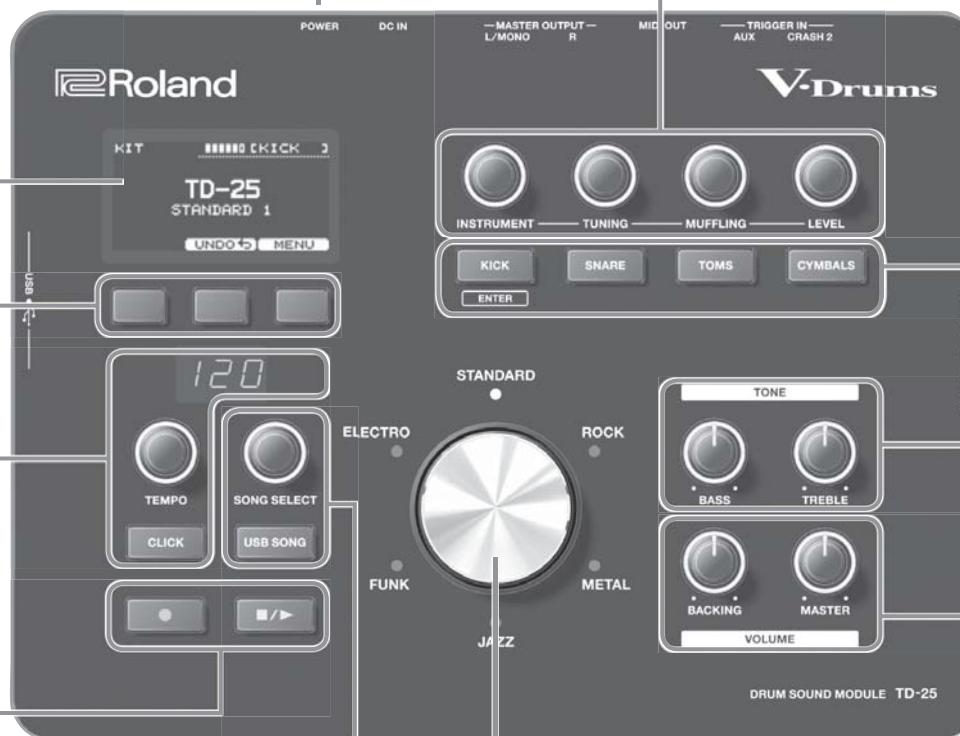 POWER DC IN MASTER OUTPUT MIDI OUT TRIGGER IN
L/MONO R AUX CRASH 2
Roland
V-Drums
KIT [KICK ]
TD-25
STANDARD 1
UNDO MENU
INSTRUMENT TUNING MUFFLING LEVEL
KICK SNARE TOMS CYMBALS
ENTER
USB
120
TEMPO SONG SELECT
CLICK USB SONG
STANDARD
ELECTRO ROCK
FUNK METAL
JAZZ
TONE
BASS TREBLE
BACKING MASTER
VOLUME
DRUM SOUND MODULE TD-25